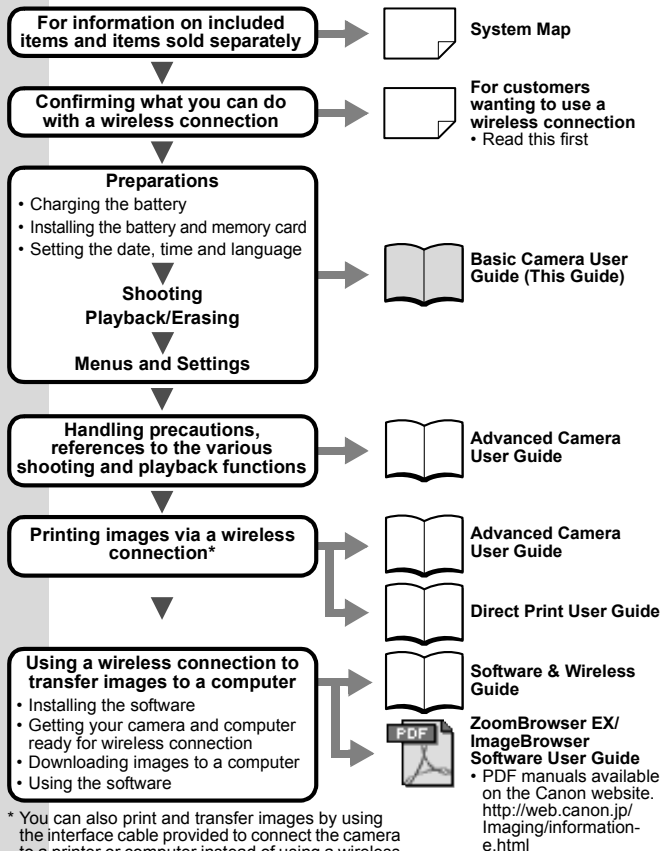 For information on included
items and items sold separately
System Map
Confirming what you can do
with a wireless connection
For customers
wanting to use a
wireless connection
• Read this first
Preparations
• Charging the battery
• Installing the battery and memory card
• Setting the date, time and language
Shooting
Playback/Erasing
Menus and Settings
Basic Camera User
Guide (This Guide)
Handling precautions,
references to the various
shooting and playback functions
Advanced Camera
User Guide
Printing images via a wireless
connection*
Advanced Camera
User Guide
Direct Print User Guide
Using a wireless connection to
transfer images to a computer
• Installing the software
• Getting your camera and computer
ready for wireless connection
• Downloading images to a computer
• Using the software
Software & Wireless
Guide
PDF
ZoomBrowser EX/
ImageBrowser
Software User Guide
• PDF manuals available
on the Canon website.
http://web.canon.jp/
Imaging/information-
e.html
* You can also print and transfer images by using
the interface cable provided to connect the camera
to a printer or computer instead of using a wireless